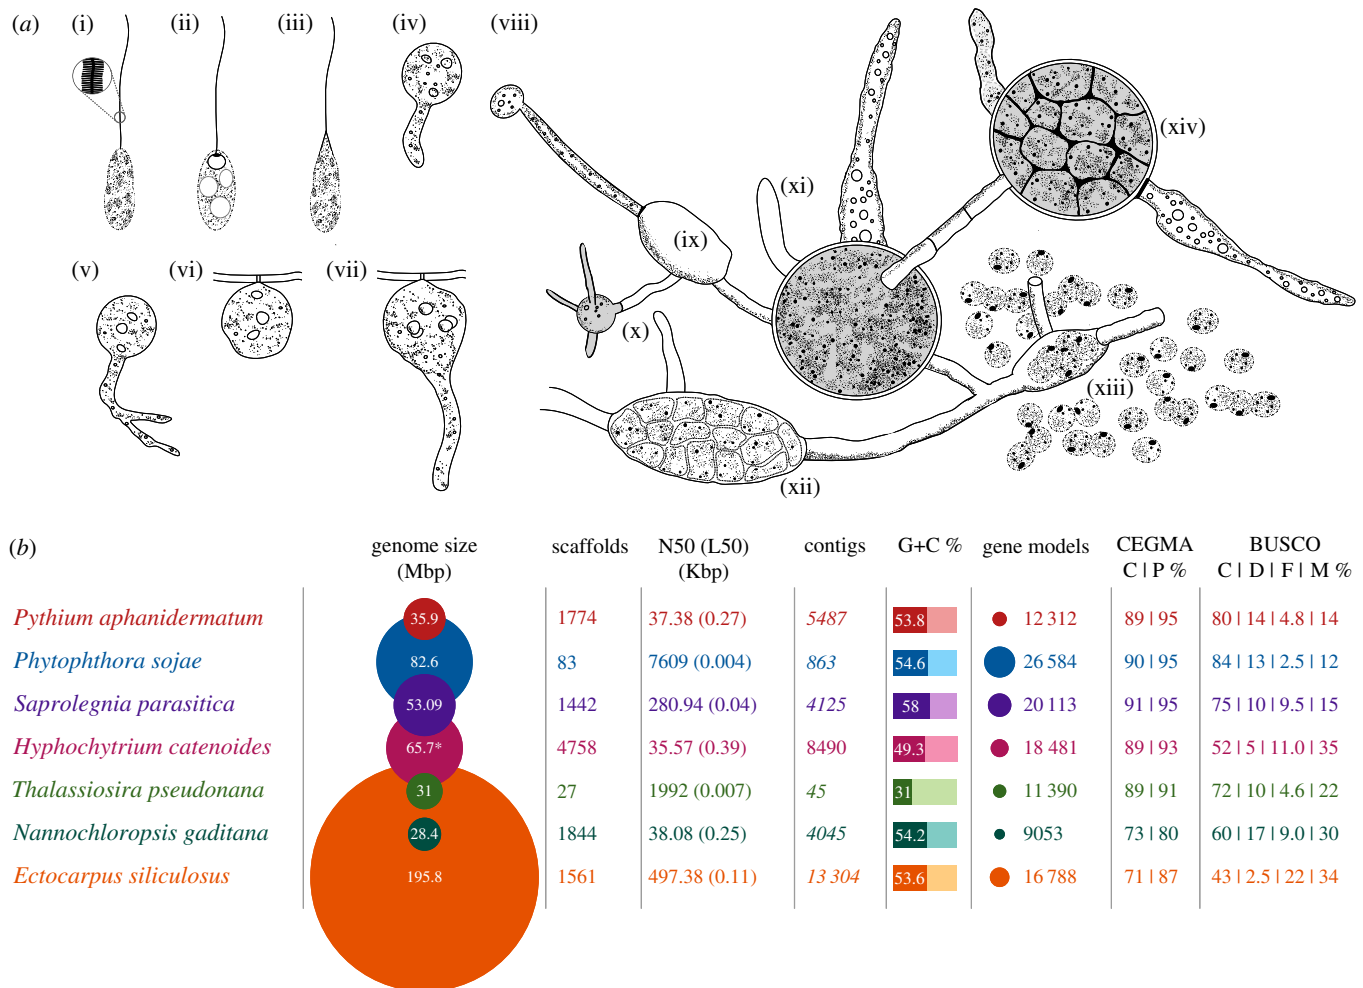 (a) (i) (ii) (iii) (iv) (viii)
(xiv)
(xi)
(ix)
(v) (vi) (vii)
(x)
(xiii)
(xii)
(b) genome size scaffolds N50 (L50) contigs G+C % gene models CEGMA BUSCO
(Mbp) (Kbp) C | P % C | D | F | M %
Pythium aphanidermatum 35.9 1774 37.38 (0.27) 5487 53.8 12 312 89 | 95 80 | 14 | 4.8 | 14
Phytophthora sojae 82.6 83 7609 (0.004) 863 54.6 26 584 90 | 95 84 | 13 | 2.5 | 12
Saprolegnia parasitica 53.09 1442 280.94 (0.04) 4125 58 20 113 91 | 95 75 | 10 | 9.5 | 15
Hyphochytrium catenoides 65.7* 4758 35.57 (0.39) 8490 49.3 18 481 89 | 93 52 | 5 | 11.0 | 35
Thalassiosira pseudonana 31 27 1992 (0.007) 45 31 11 390 89 | 91 72 | 10 | 4.6 | 22
Nannochloropsis gaditana 28.4 1844 38.08 (0.25) 4045 54.2 9053 73 | 80 60 | 17 | 9.0 | 30
Ectocarpus siliculosus 195.8 1561 497.38 (0.11) 13 304 53.6 16 788 71 | 87 43 | 2.5 | 22 | 34